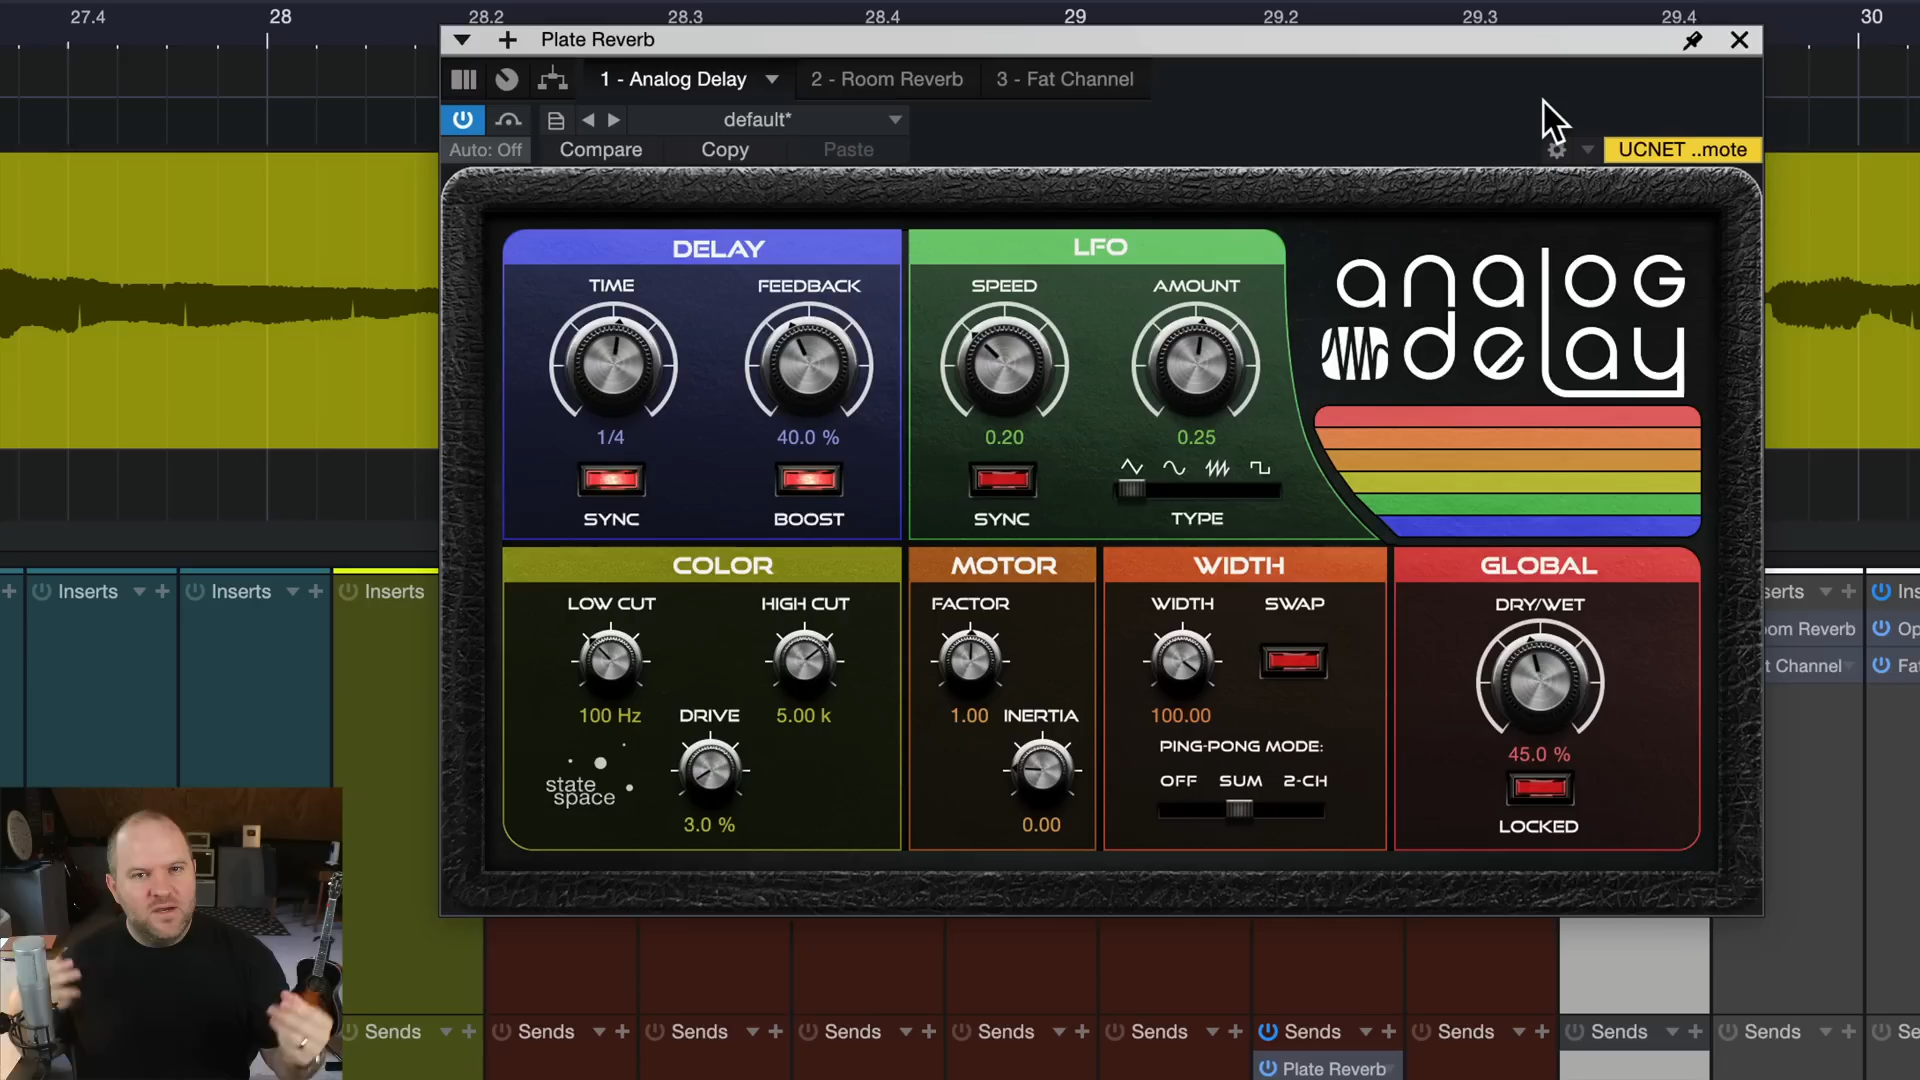 27.4 28 28.2 28.3 28.4 29 29.2 29.3 29.4 30
Plate Reverb
1 - Analog Delay 2 - Room Reverb 3 - Fat Channel
default*
Auto: Off Compare Copy Paste UCNET ..mote
DELAY
TIME FEEDBACK
1/4 40.0 %
SYNC BOOST
LFO
SPEED AMOUNT
0.20 0.25
SYNC TYPE
analog
delay
COLOR
LOW CUT HIGH CUT
100 Hz DRIVE 5.00 k
state
space
3.0 %
MOTOR
FACTOR
1.00 INERTIA
0.00
WIDTH
WIDTH SWAP
100.00
PING-PONG MODE:
OFF SUM 2-CH
GLOBAL
DRY/WET
45.0 %
LOCKED
Inserts Inserts Inserts serts Ins
om Reverb Op
t Channel Fat
Sends Sends Sends Sends Sends Sends Sends Sends Sends Sends Se
Plate Reverb